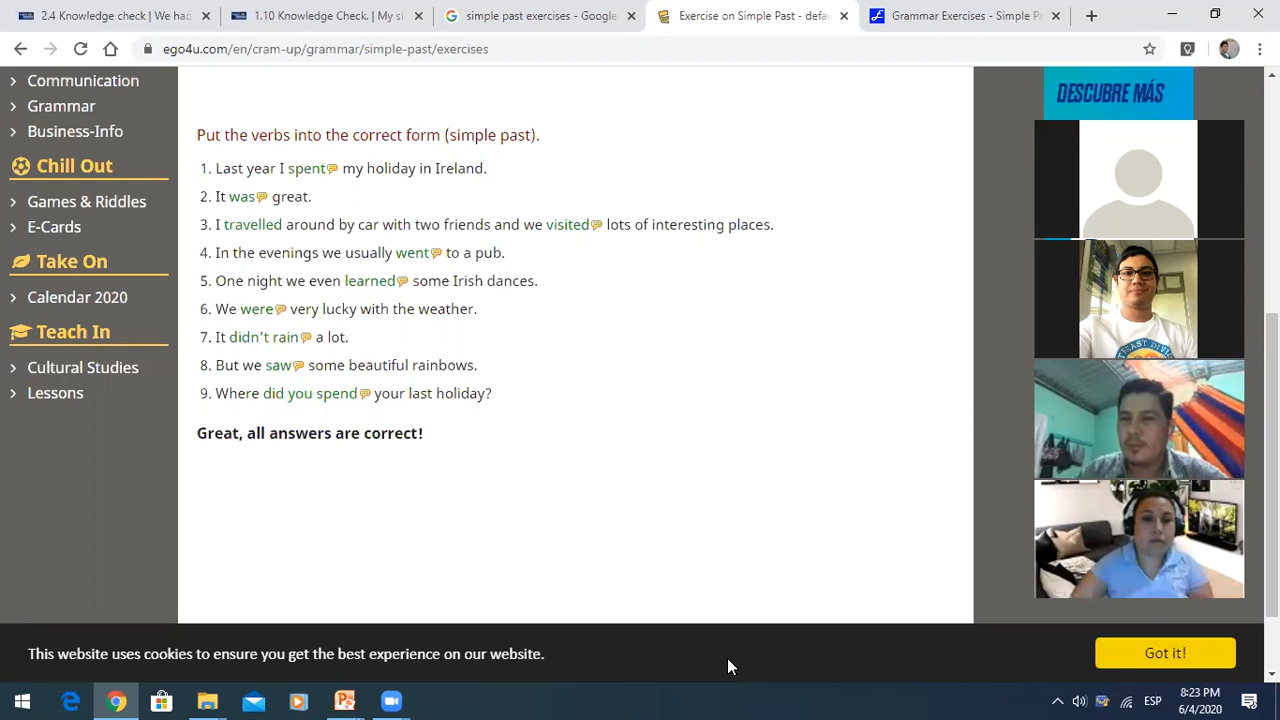 2.4 Knowledge check | Webs
1.10 Knowledge Check. | My s
simple past exercises - Google
Exercise on Simple Past - defau
Grammar Exercises - Simple Pa
ego4u.com/en/cram-up/grammar/simple-past/exercises
Communication
Grammar
Business-Info
Chill Out
Games & Riddles
E-Cards
Take On
Calendar 2020
Teach In
Cultural Studies
Lessons
DESCUBRE MÁS
Put the verbs into the correct form (simple past).
1. Last year I spent my holiday in Ireland.
2. It was great.
3. I travelled around by car with two friends and we visited lots of interesting places.
4. In the evenings we usually went to a pub.
5. One night we even learned some Irish dances.
6. We were very lucky with the weather.
7. It didn't rain a lot.
8. But we saw some beautiful rainbows.
9. Where did you spend your last holiday?
Great, all answers are correct!
This website uses cookies to ensure you get the best experience on our website.
Got it!
ESP
8:23 PM
6/4/2020